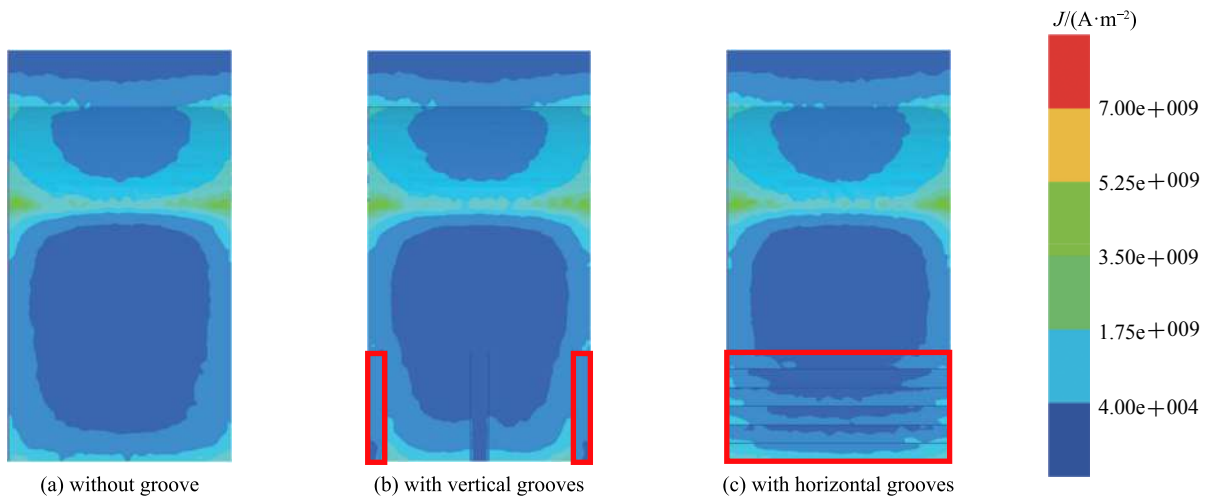 J/(A·m⁻²)
7.00e+009
5.25e+009
3.50e+009
1.75e+009
4.00e+004
(a) without groove
(b) with vertical grooves
(c) with horizontal grooves